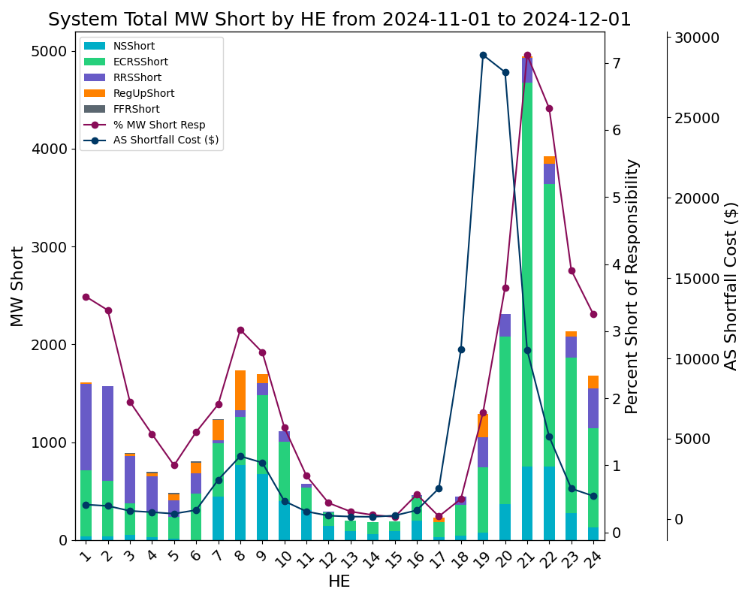 System Total MW Short by HE from 2024-11-01 to 2024-12-01
NSShort
ECRSShort
RRSShort
RegUpShort
FFRShort
% MW Short Resp
AS Shortfall Cost ($)
MW Short
5000
4000
3000
2000
1000
0
1 2 3 4 5 6 7 8 9 10 11 12 13 14 15 16 17 18 19 20 21 22 23 24
HE
7
6
5
4
3
2
1
0
Percent Short of Responsibility
30000
25000
20000
15000
10000
5000
0
AS Shortfall Cost ($)